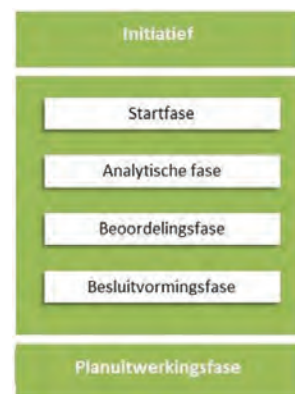 Initiatief
Startfase
Analytische fase
Beoordelingsfase
Besluitvormingsfase
Planuitwerkingsfase